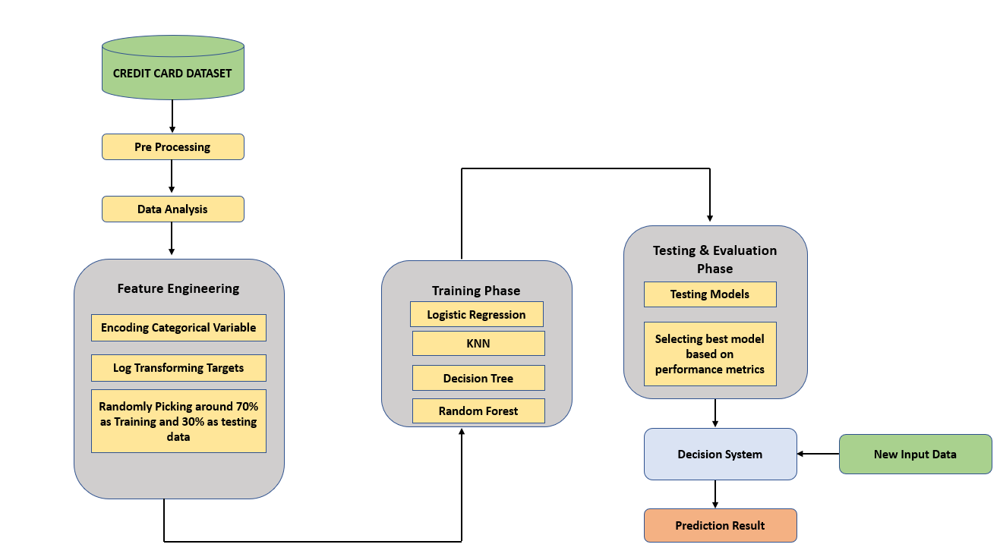 CREDIT CARD DATASET
Pre Processing
Data Analysis
Feature Engineering
Encoding Categorical Variable
Log Transforming Targets
Randomly Picking around 70%
as Training and 30% as testing
data
Training Phase
Logistic Regression
KNN
Decision Tree
Random Forest
Testing & Evaluation
Phase
Testing Models
Selecting best model
based on
performance metrics
Decision System
New Input Data
Prediction Result